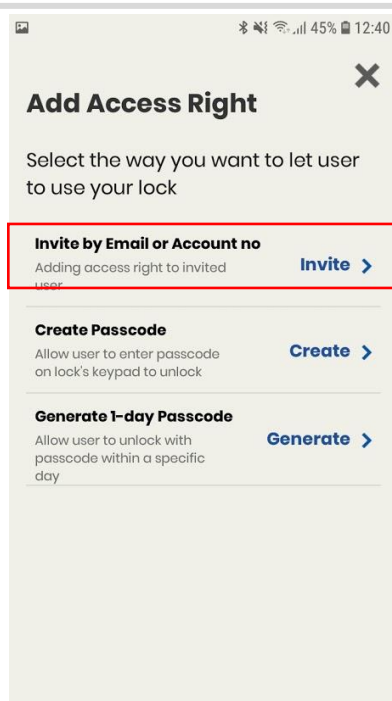 45% 12:40
Add Access Right
Select the way you want to let user
to use your lock
Invite by Email or Account no
Adding access right to invited
user
Invite
Create Passcode
Allow user to enter passcode
on lock's keypad to unlock
Create
Generate 1-day Passcode
Allow user to unlock with
passcode within a specific
day
Generate